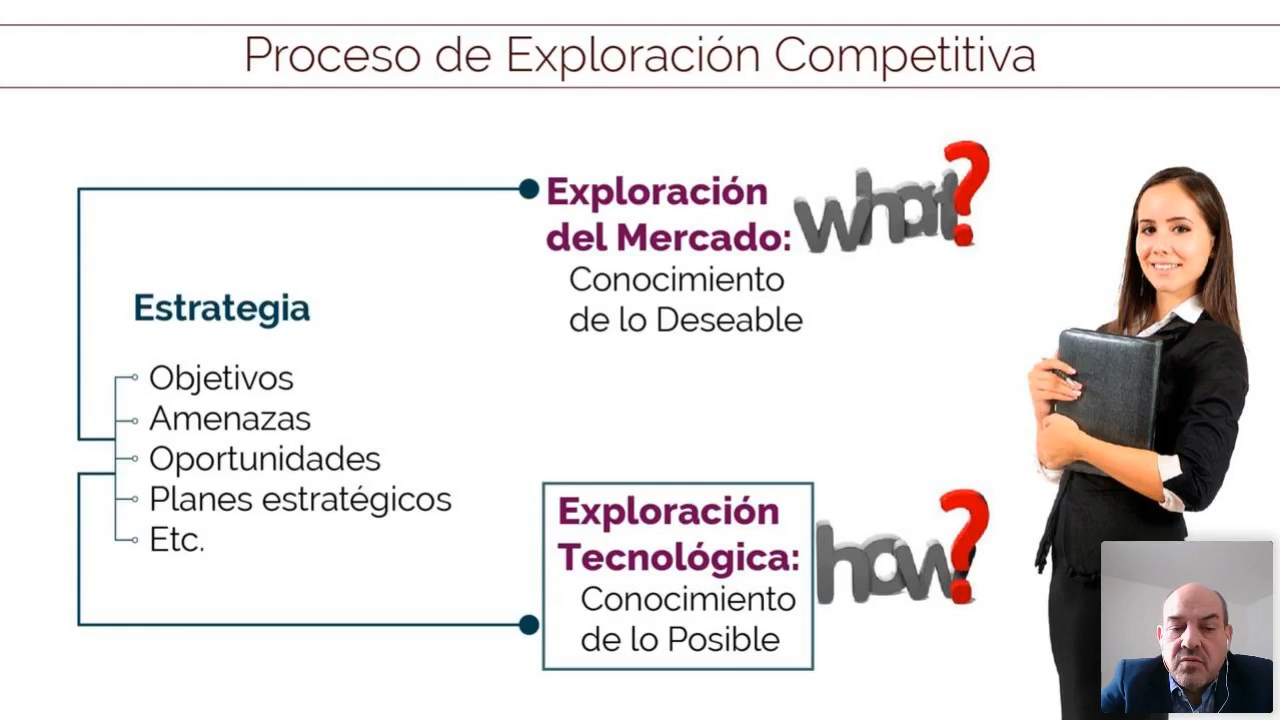 Proceso de Exploración Competitiva
Exploración
del Mercado:
Conocimiento
de lo Deseable
what?
Estrategia
Objetivos
Amenazas
Oportunidades
Planes estratégicos
Etc.
Exploración
Tecnológica:
Conocimiento
de lo Posible
how?